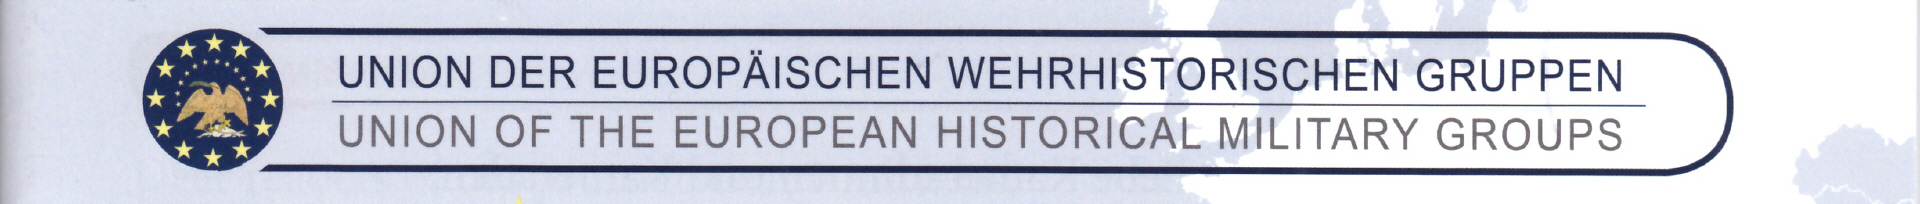 UNION DER EUROPÄISCHEN WEHRHISTORISCHEN GRUPPEN
UNION OF THE EUROPEAN HISTORICAL MILITARY GROUPS